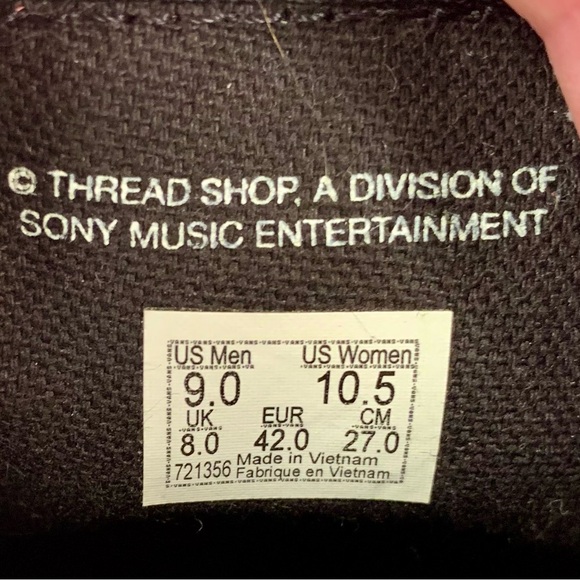 © THREAD SHOP, A DIVISION OF
SONY MUSIC ENTERTAINMENT
US Men US Women
9.0 10.5
UK EUR CM
8.0 42.0 27.0
721356 Made in Vietnam
Fabrique en Vietnam